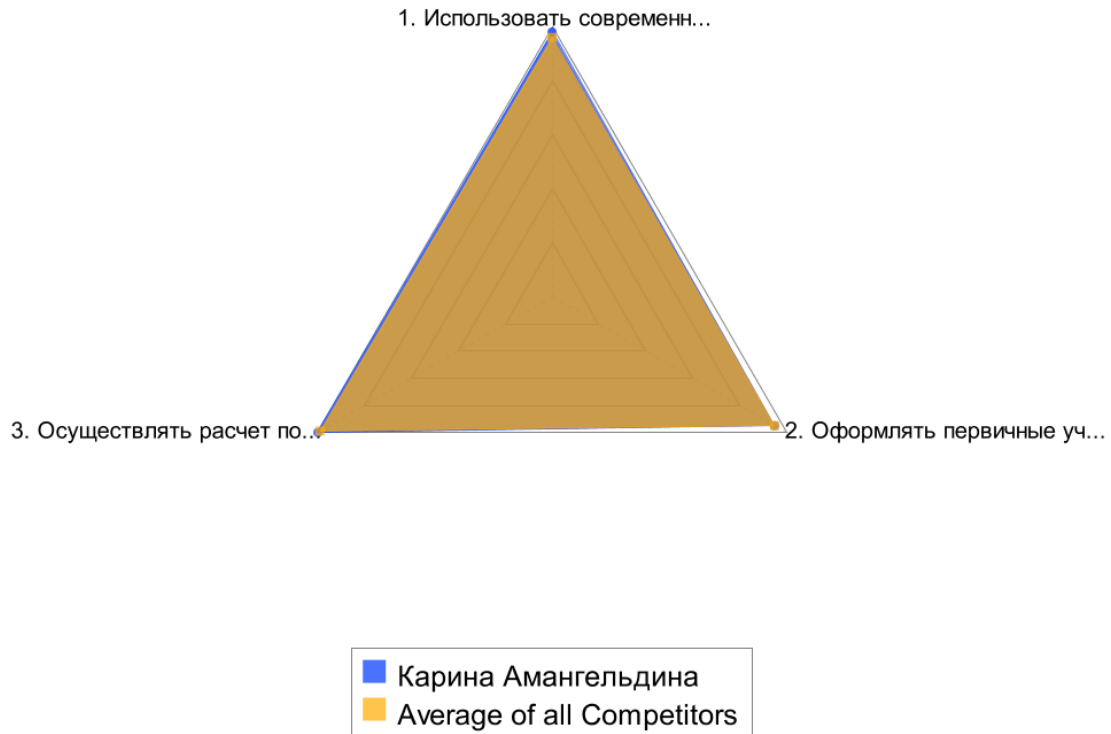 1. Использовать современн...
3. Осуществлять расчет по...
2. Оформлять первичные уч...
Карина Амангельдина
Average of all Competitors